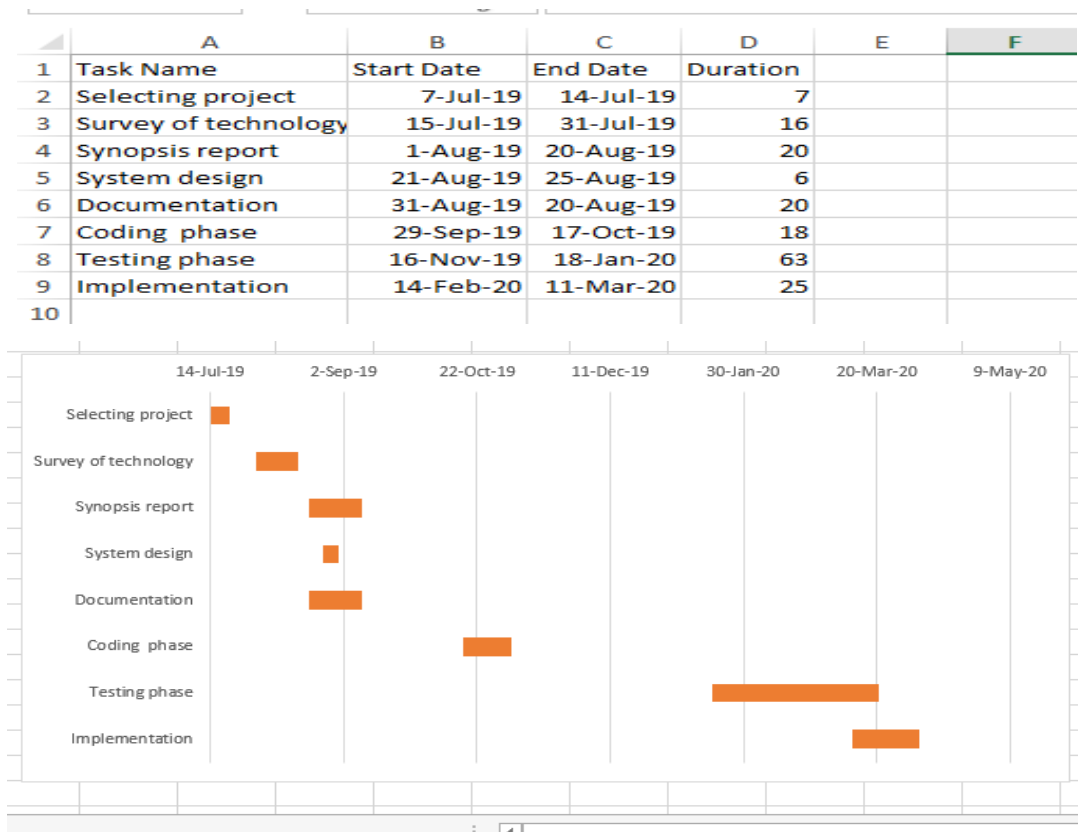 A B C D E F
1 Task Name Start Date End Date Duration
2 Selecting project 7-Jul-19 14-Jul-19 7
3 Survey of technology 15-Jul-19 31-Jul-19 16
4 Synopsis report 1-Aug-19 20-Aug-19 20
5 System design 21-Aug-19 25-Aug-19 6
6 Documentation 31-Aug-19 20-Aug-19 20
7 Coding phase 29-Sep-19 17-Oct-19 18
8 Testing phase 16-Nov-19 18-Jan-20 63
9 Implementation 14-Feb-20 11-Mar-20 25
10
14-Jul-19 2-Sep-19 22-Oct-19 11-Dec-19 30-Jan-20 20-Mar-20 9-May-20
Selecting project
Survey of technology
Synopsis report
System design
Documentation
Coding phase
Testing phase
Implementation